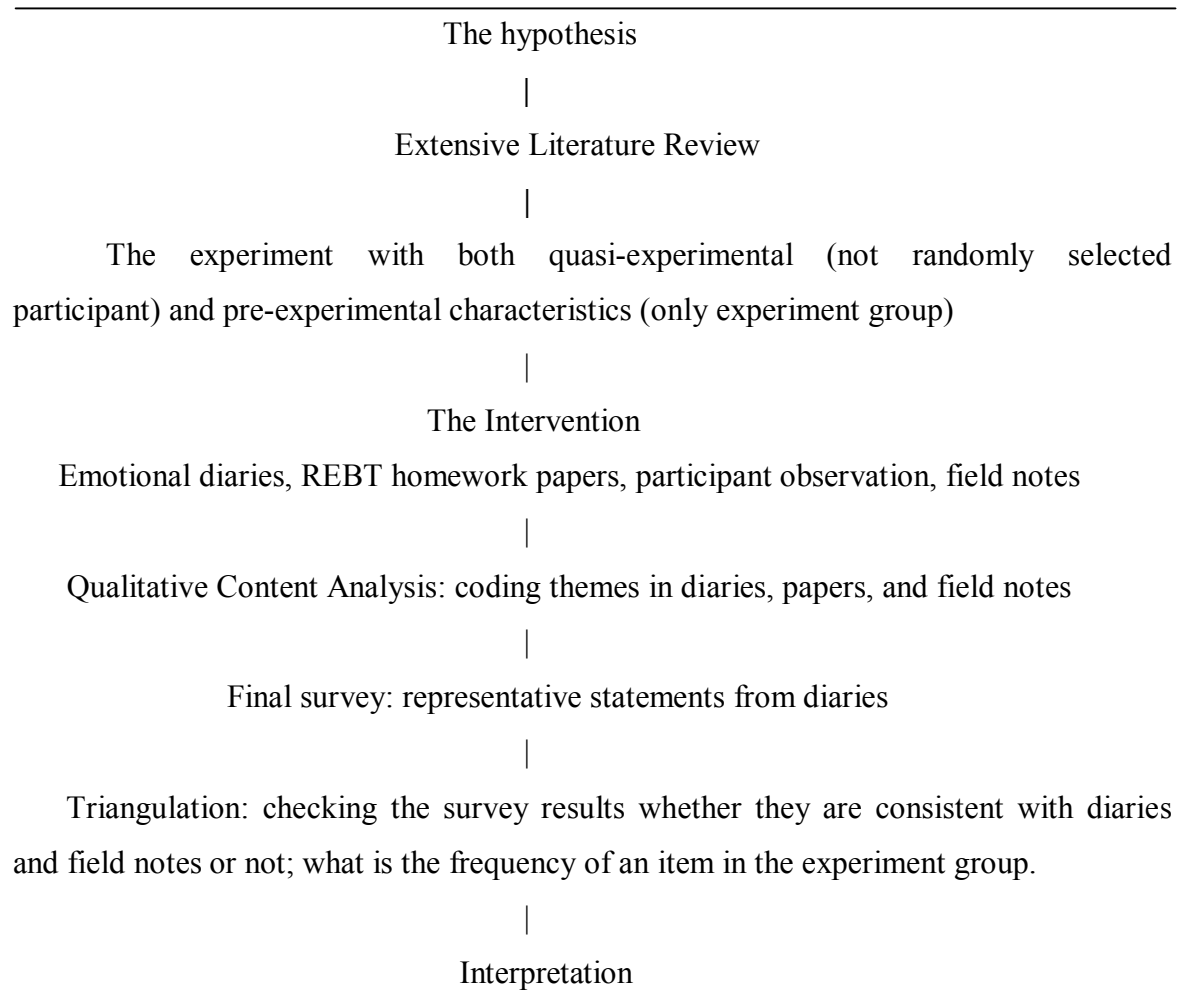 The hypothesis
|
Extensive Literature Review
|
The experiment with both quasi-experimental (not randomly selected
participant) and pre-experimental characteristics (only experiment group)
|
The Intervention
Emotional diaries, REBT homework papers, participant observation, field notes
|
Qualitative Content Analysis: coding themes in diaries, papers, and field notes
|
Final survey: representative statements from diaries
|
Triangulation: checking the survey results whether they are consistent with diaries
and field notes or not; what is the frequency of an item in the experiment group.
|
Interpretation